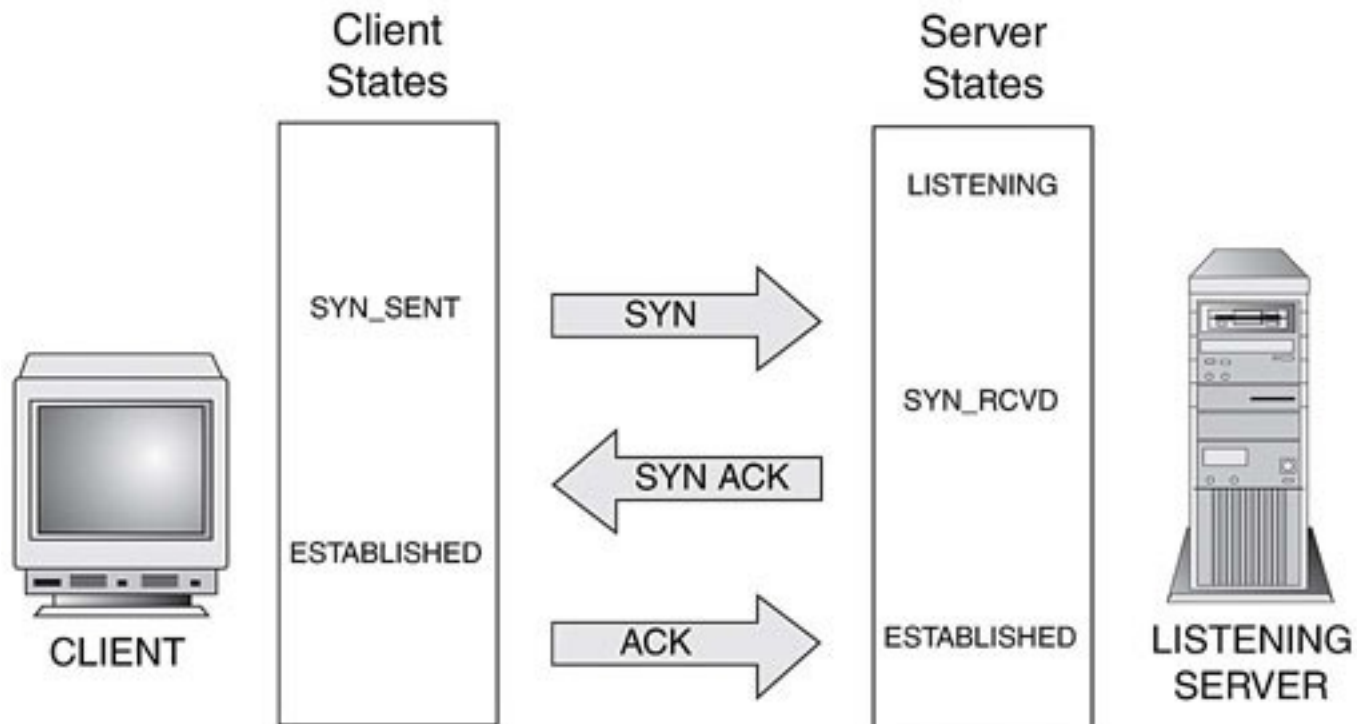 Client
States
Server
States
LISTENING
SYN_SENT
SYN
SYN_RCVD
SYN ACK
ESTABLISHED
ACK
ESTABLISHED
CLIENT
LISTENING
SERVER